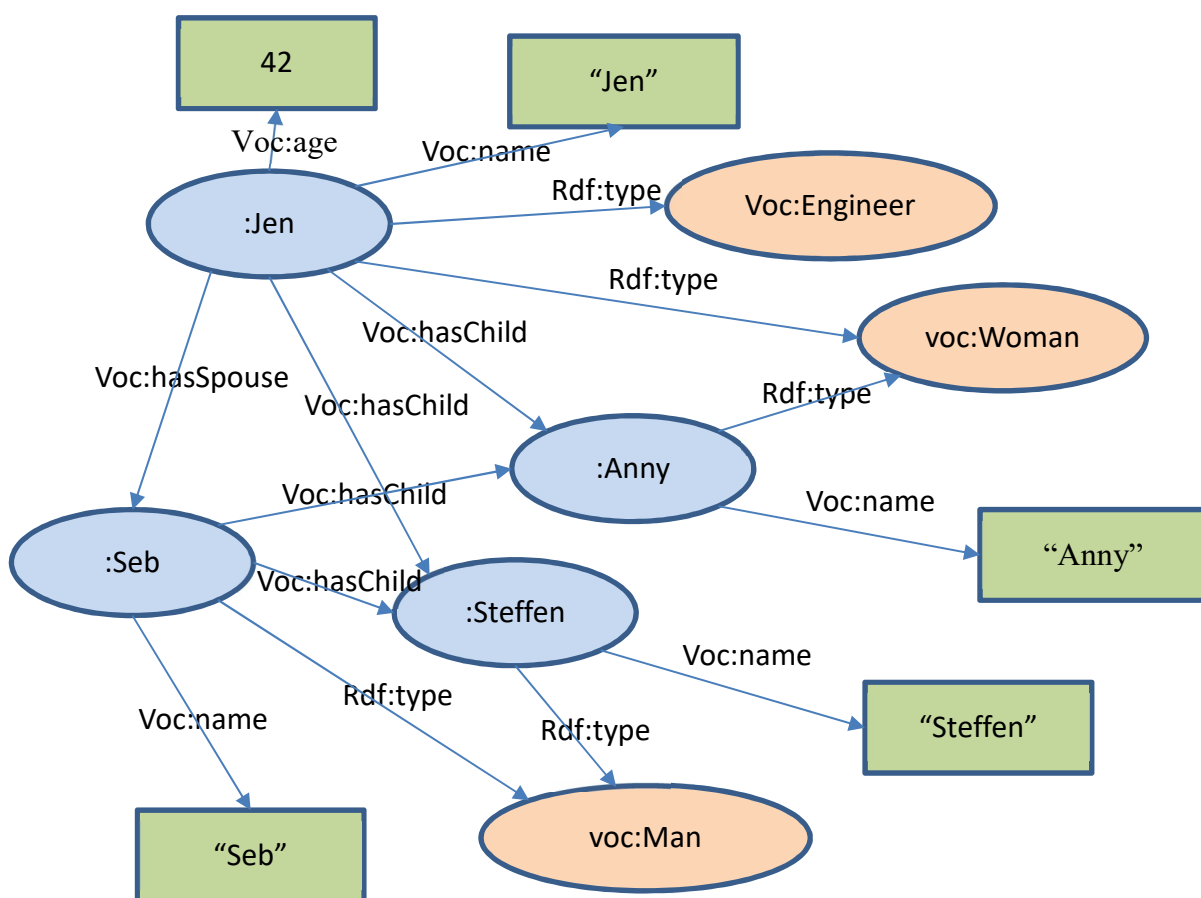 42
“Jen”
Voc:age
Voc:name
Rdf:type
Voc:Engineer
:Jen
Rdf:type
voc:Woman
Voc:hasChild
Voc:hasSpouse
Rdf:type
Voc:hasChild
:Anny
Voc:hasChild
Voc:name
:Seb
“Anny”
Voc:hasChild
:Steffen
Voc:name
Rdf:type
Voc:name
Rdf:type
“Steffen”
voc:Man
“Seb”